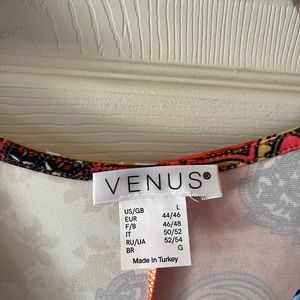 VENUS®
US/GB L
EUR 44/46
F/B 46/48
IT 50/52
RU/UA 52/54
BR G
Made In Turkey